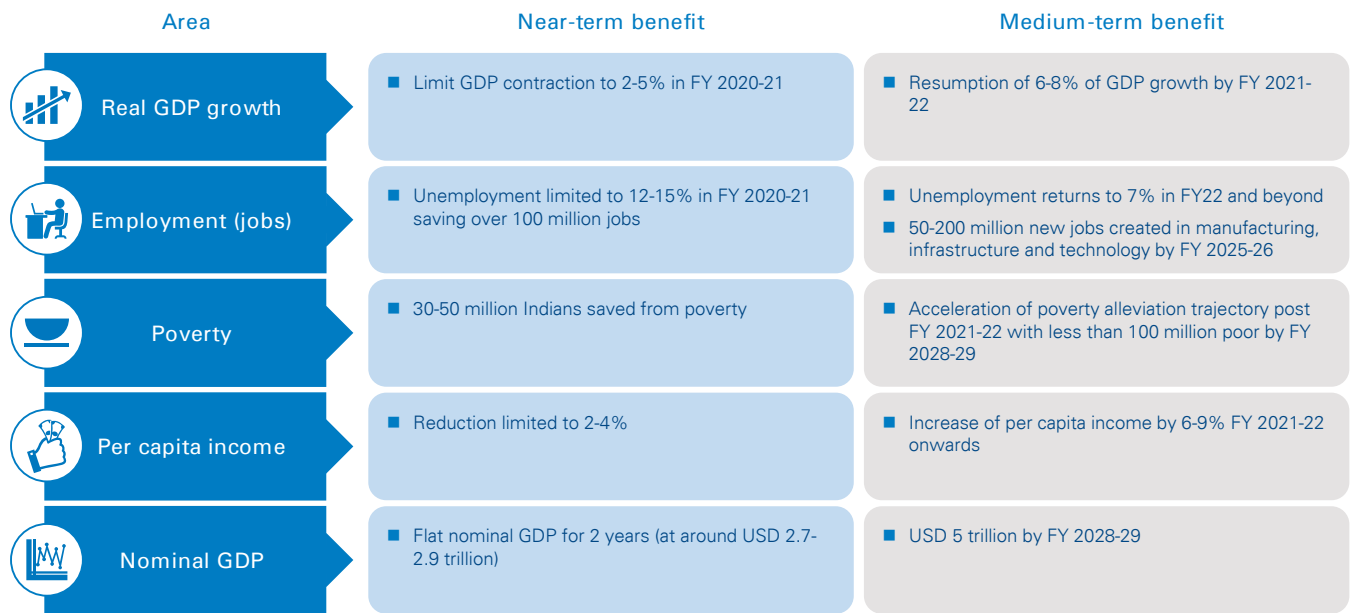 Area
Near-term benefit
Medium-term benefit
Real GDP growth
■ Limit GDP contraction to 2-5% in FY 2020-21
■ Resumption of 6-8% of GDP growth by FY 2021-
22
Employment (jobs)
■ Unemployment limited to 12-15% in FY 2020-21
saving over 100 million jobs
■ Unemployment returns to 7% in FY22 and beyond
■ 50-200 million new jobs created in manufacturing,
infrastructure and technology by FY 2025-26
Poverty
■ 30-50 million Indians saved from poverty
■ Acceleration of poverty alleviation trajectory post
FY 2021-22 with less than 100 million poor by FY
2028-29
Per capita income
■ Reduction limited to 2-4%
■ Increase of per capita income by 6-9% FY 2021-22
onwards
Nominal GDP
■ Flat nominal GDP for 2 years (at around USD 2.7-
2.9 trillion)
■ USD 5 trillion by FY 2028-29